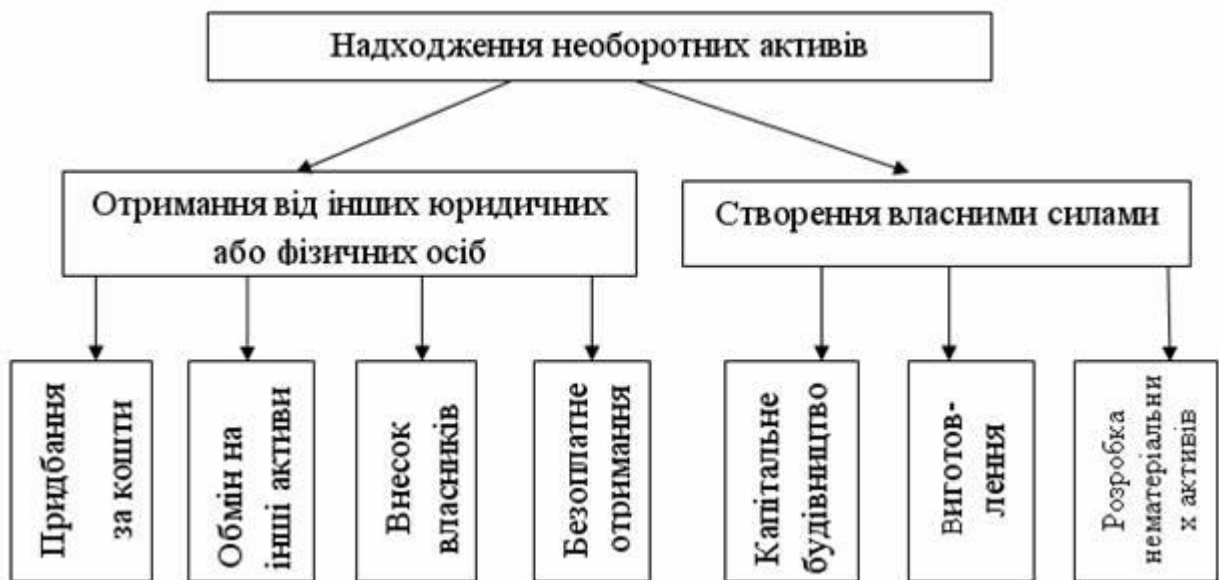 Надходження необоротних активів
Отримання від інших юридичних
або фізичних осіб
Створення власними силами
Придбання
за кошти
Обмін на
інші активи
Внесок
власників
Безоплатне
отримання
Капітальне
будівництво
Виготов-
лення
Розробка
нематеріальни
х активів